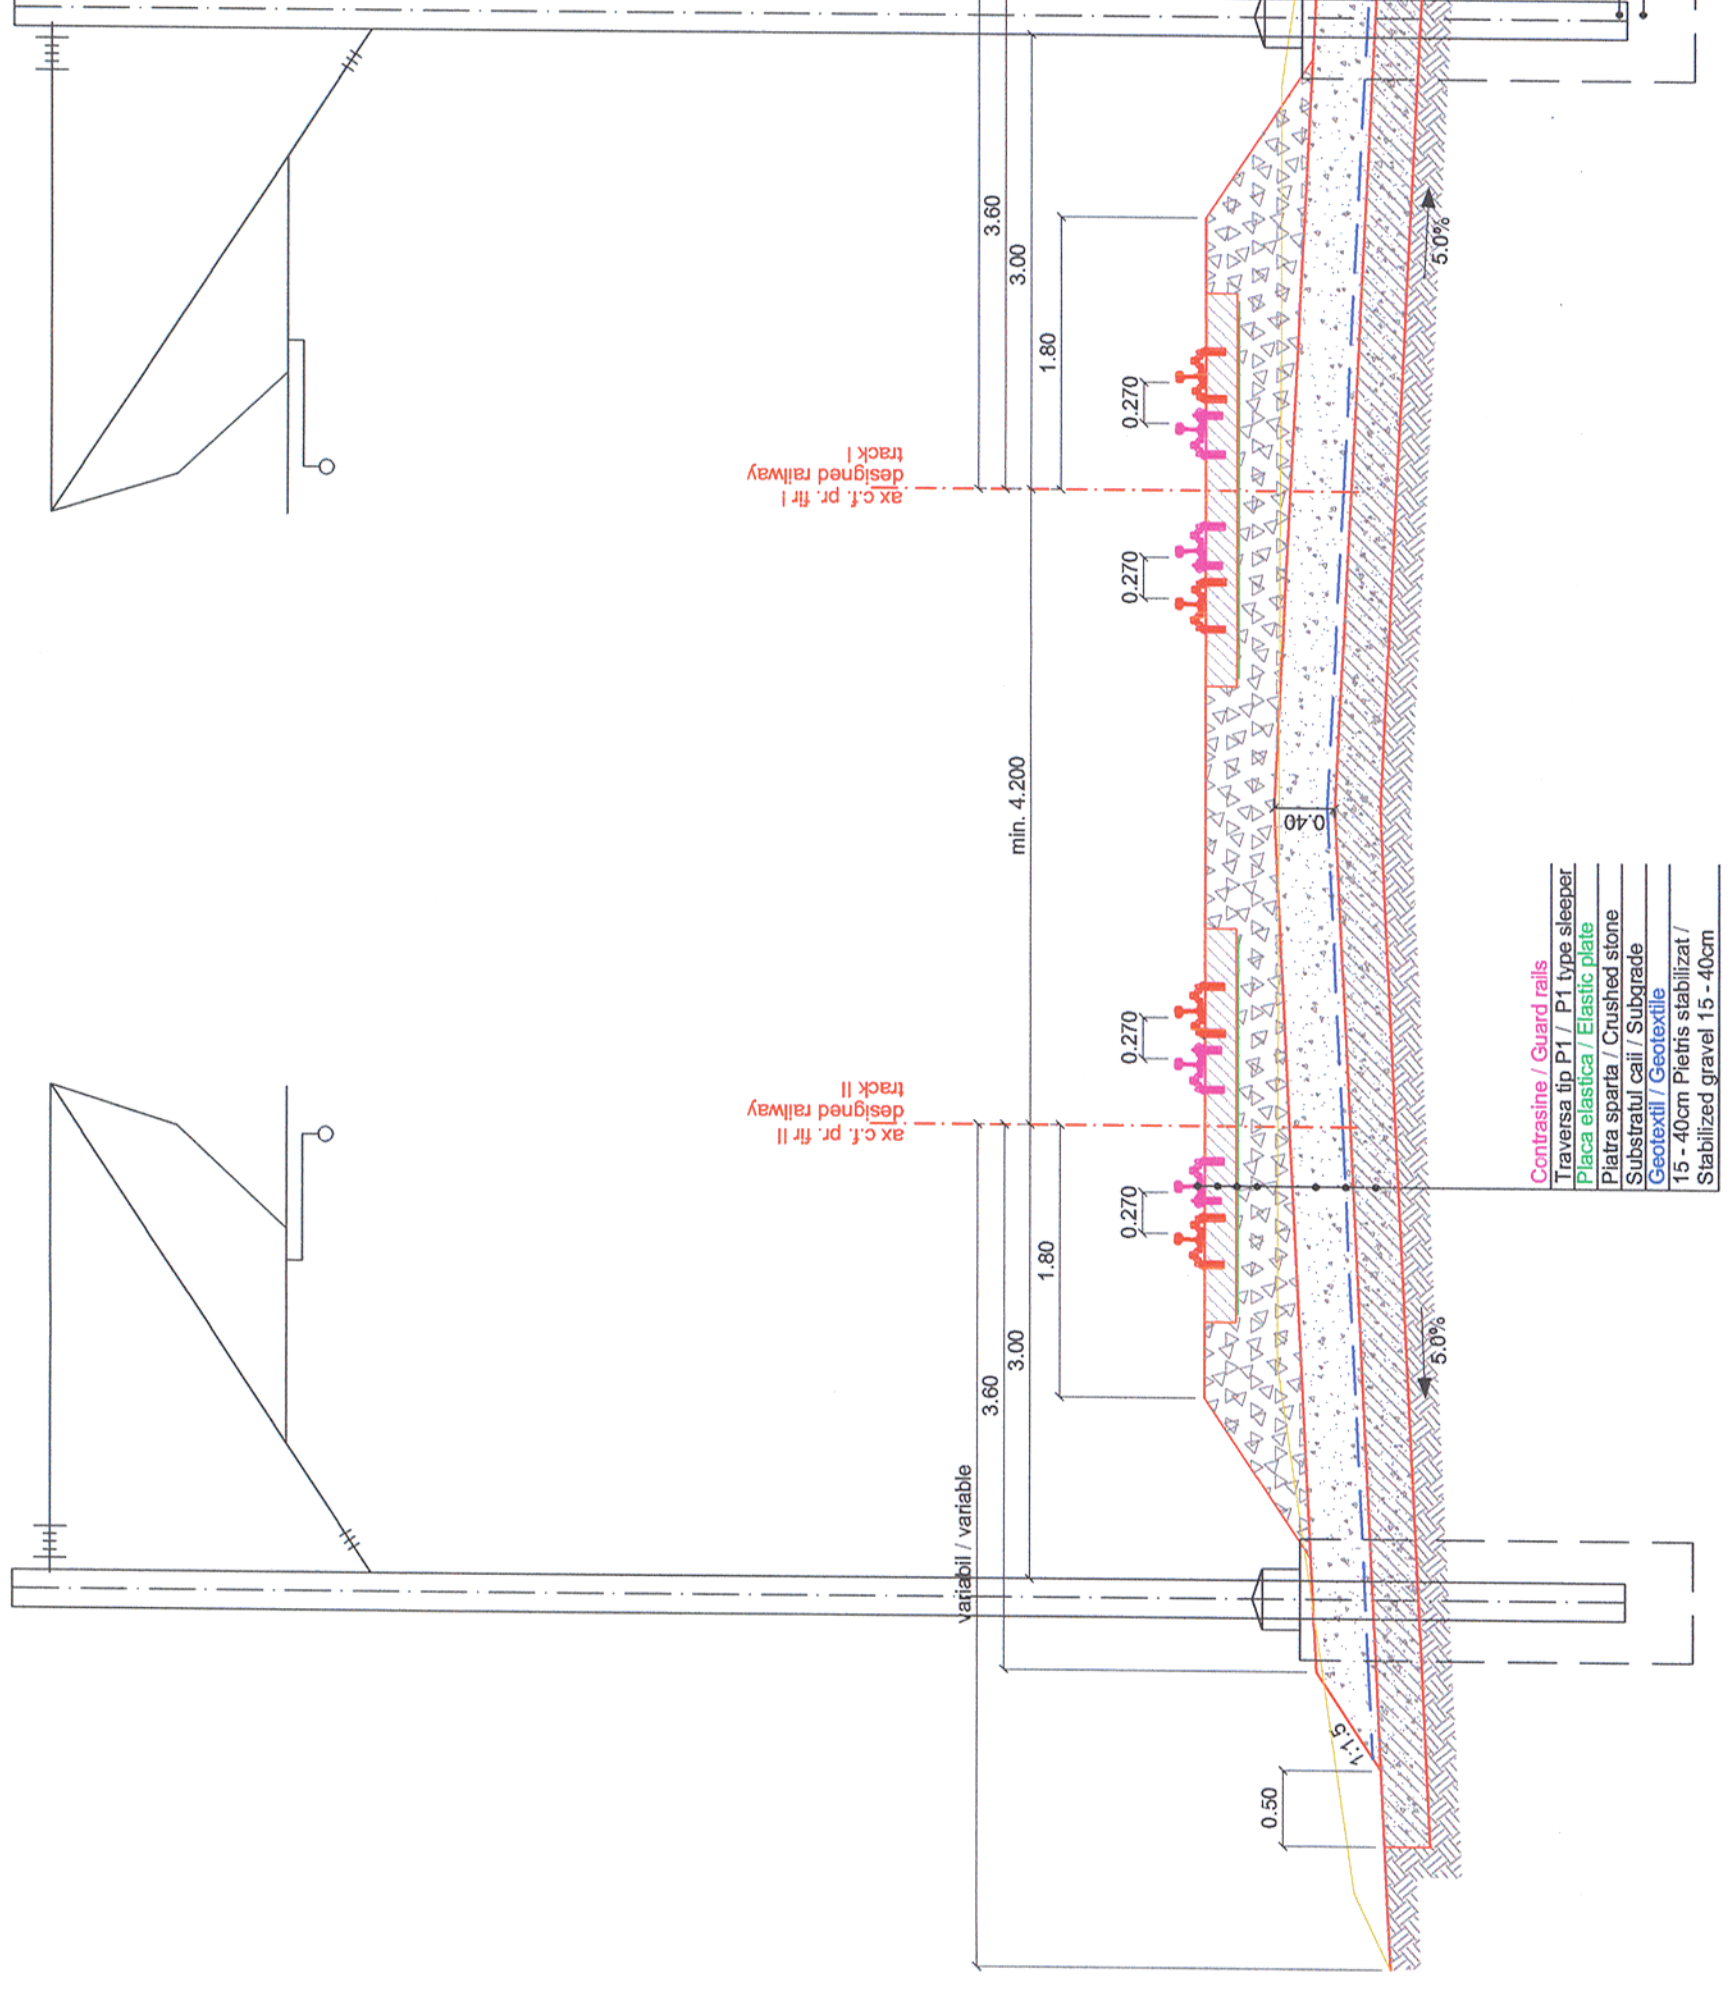 variabil / variable
3.60
3.00
1.80
min. 4.200
3.60
3.00
1.80
ax c.f. pr. fir II
designed railway
track II
ax c.f. pr. fir I
designed railway
track I
0.270
0.270
0.270
0.270
0.50
1:1.5
0.40
5.0%
5.0%
Contrasine / Guard rails
Traversa tip P1 / P1 type sleeper
Placa elastica / Elastic plate
Piatra sparta / Crushed stone
Substratul caii / Subgrade
Geotextil / Geotextile
15 - 40cm Pietris stabilizat /
Stabilized gravel 15 - 40cm